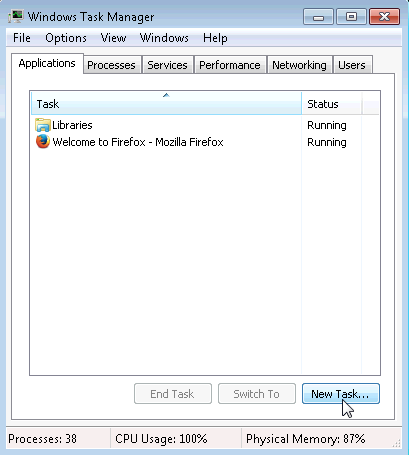 Windows Task Manager
File Options View Windows Help
Applications Processes Services Performance Networking Users
Task Status
Libraries Running
Welcome to Firefox - Mozilla Firefox Running
End Task Switch To New Task...
Processes: 38 CPU Usage: 100% Physical Memory: 87%